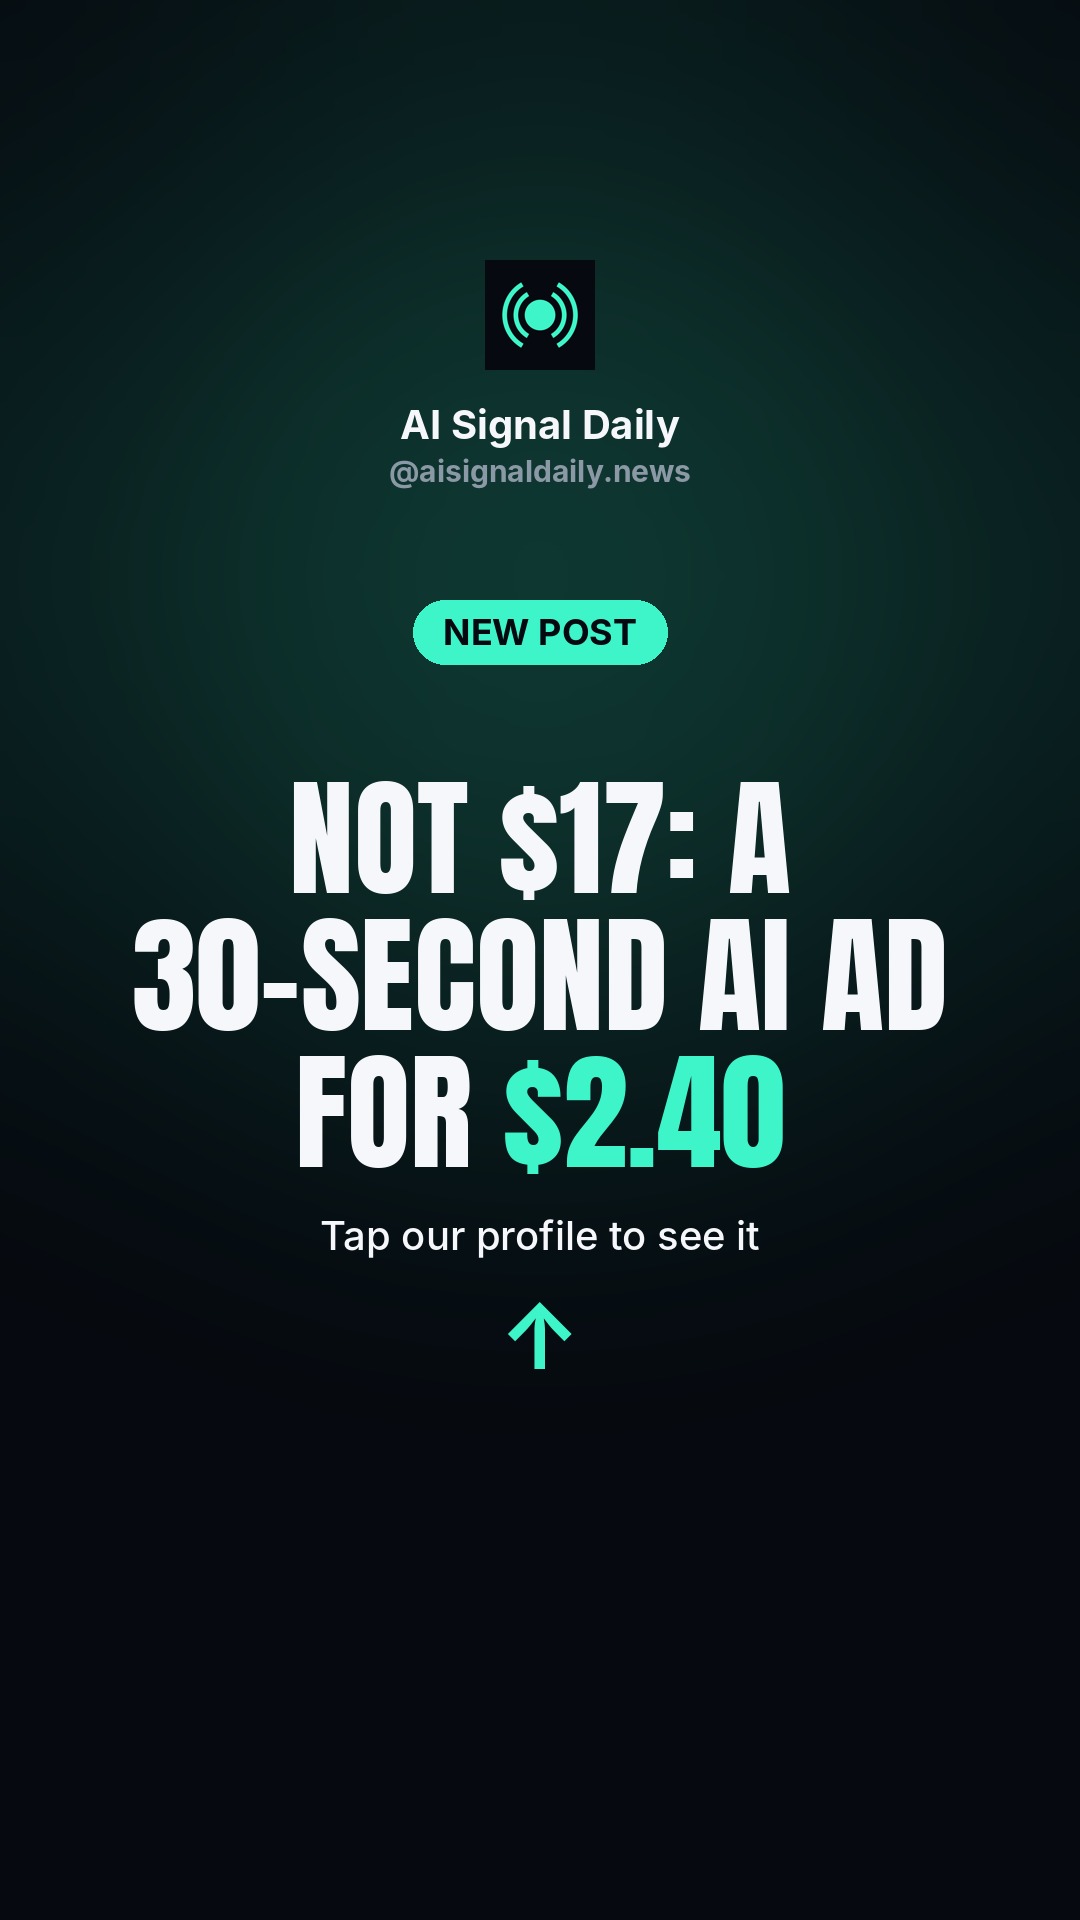 AI Signal Daily
@aisignaldaily.news
NEW POST
NOT $17: A
30-SECOND AI AD
FOR $2.40
Tap our profile to see it